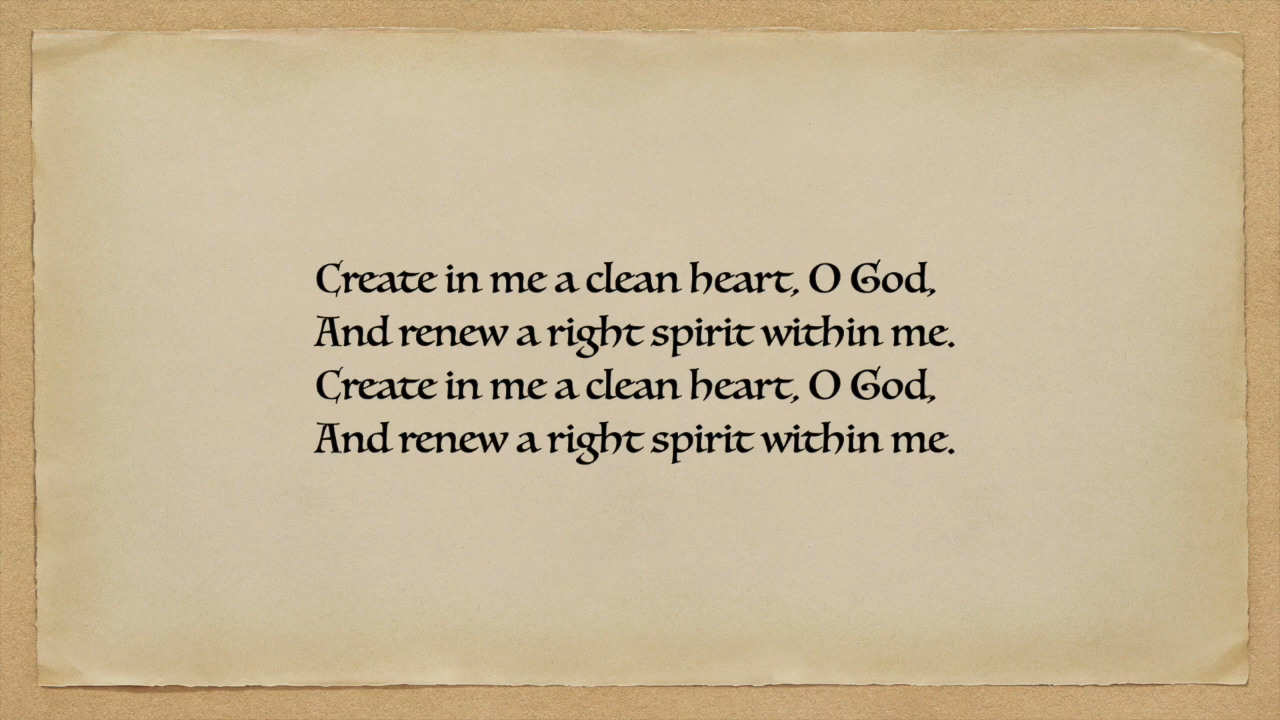 Create in me a clean heart, O God,
And renew a right spirit within me.
Create in me a clean heart, O God,
And renew a right spirit within me.